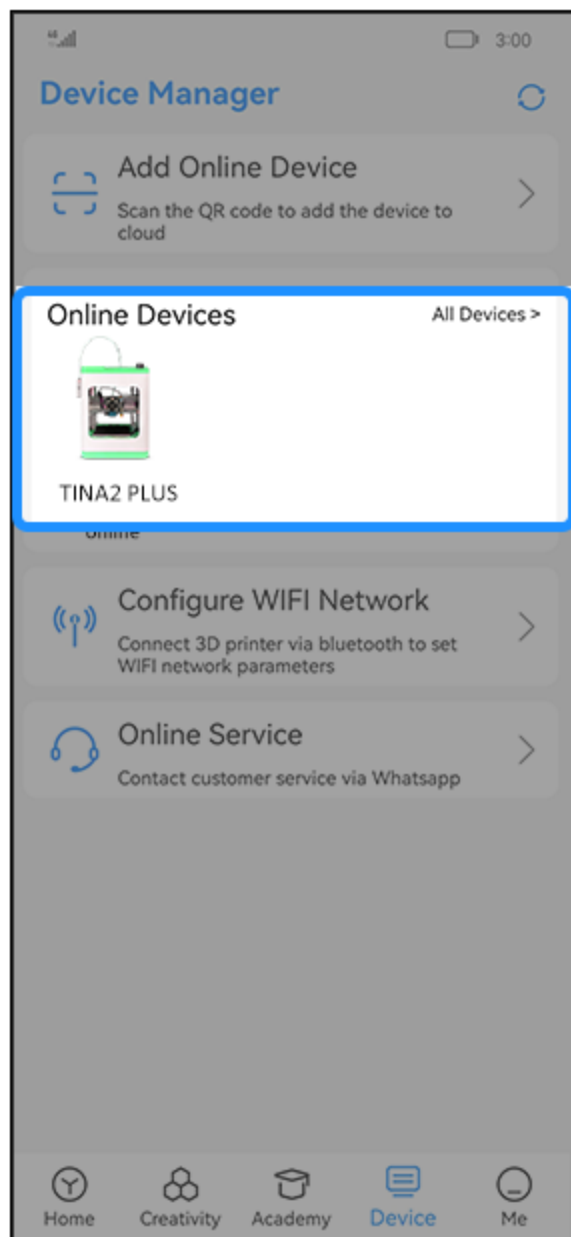 3:00
Device Manager
Add Online Device
Scan the QR code to add the device to
cloud
Online Devices
All Devices >
TINA2 PLUS
online
Configure WIFI Network
Connect 3D printer via bluetooth to set
WIFI network parameters
Online Service
Contact customer service via Whatsapp
Home
Creativity
Academy
Device
Me